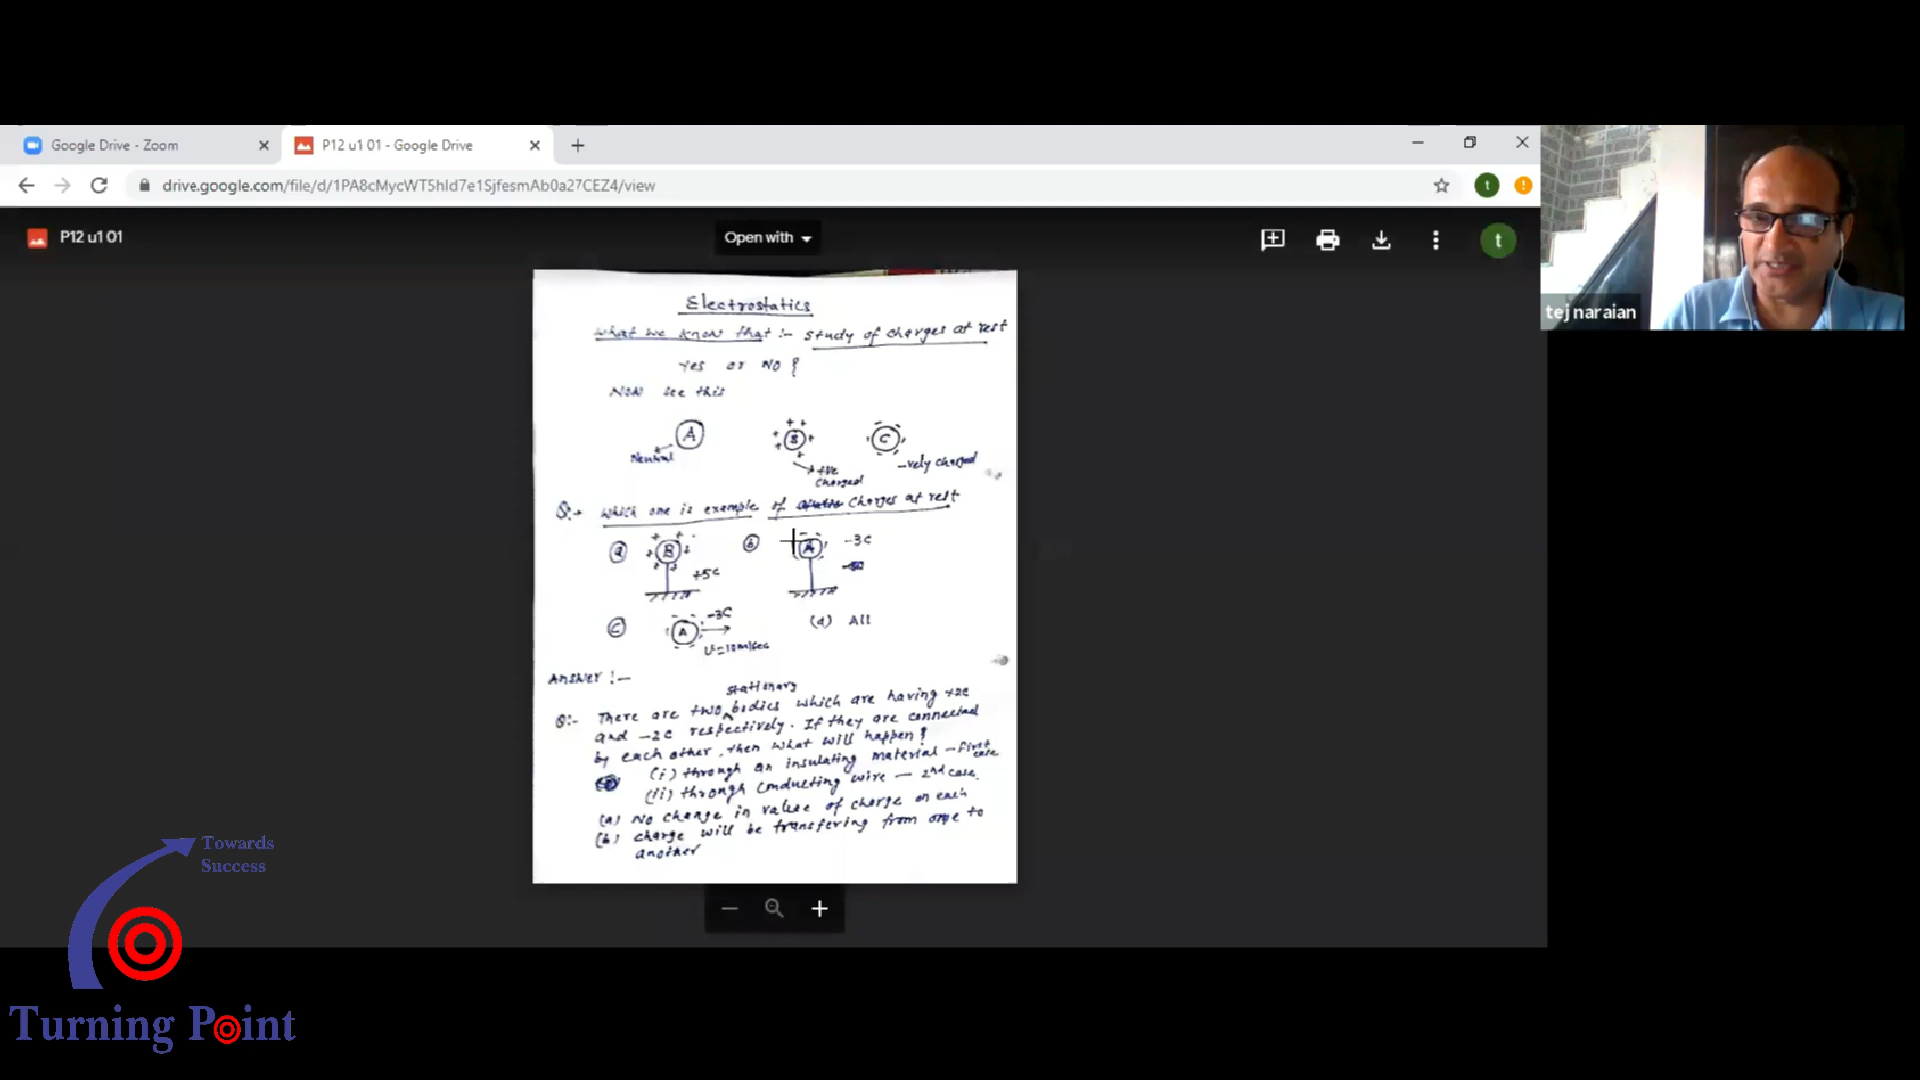 Google Drive - Zoom
P12 u1 01 - Google Drive
drive.google.com/file/d/1PA8cMycWT5hId7e1SjfesmAb0a27CEZ4/view
t
P12 u1 01
Open with
t
tej naraian
Electrostatics
What we know that :- Study of charges at rest
Yes or No
Now see this
A
B
C
Neutral
+ve
charged
-vely charged
Q.→ Which one is example of Charges at rest
(a) B +5C
(b) A -3C
(c) A -3C
U=10m/sec
(d) All
Answer :-
stationary
Q:- There are two bodies which are having +2C
and -2C respectively. If they are connected
by each other, then what will happen?
(i) through an insulating material - first case
(ii) through conducting wire - 2nd case.
(a) No change in value of charge on each
(b) charge will be transfering from one to
another
Towards
Success
Turning Point